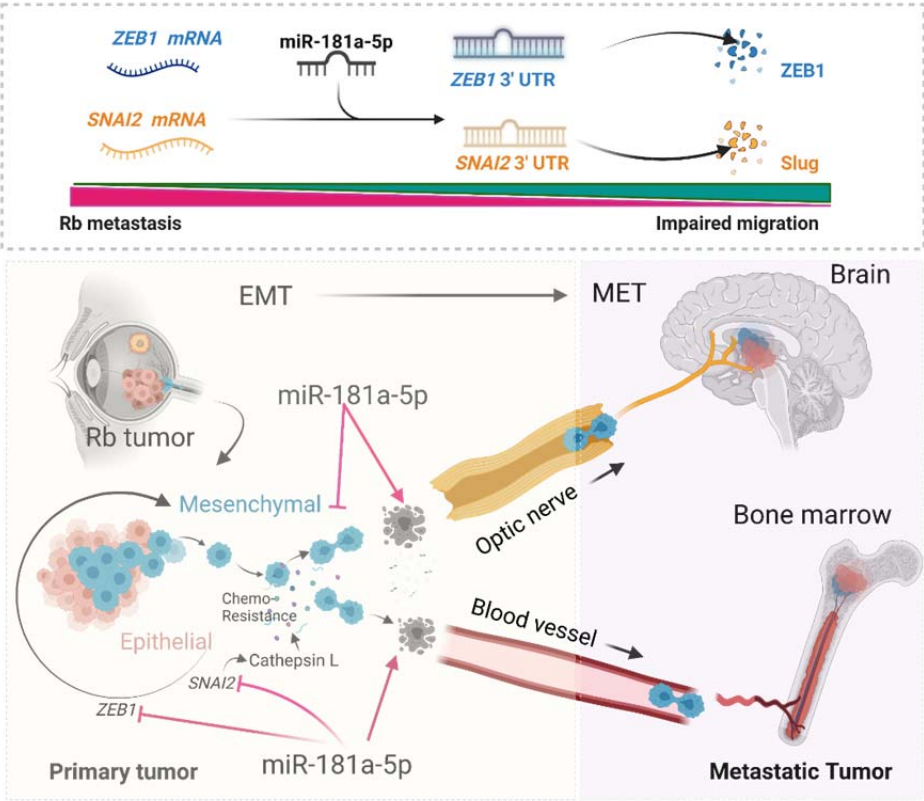 ZEB1 mRNA
miR-181a-5p
ZEB1 3' UTR
ZEB1
SNAI2 mRNA
SNAI2 3' UTR
Slug
Rb metastasis
Impaired migration
EMT
MET
Brain
miR-181a-5p
Rb tumor
Mesenchymal
Optic nerve
Bone marrow
Chemo-
Resistance
Blood vessel
Epithelial
Cathepsin L
SNAI2
ZEB1
miR-181a-5p
Primary tumor
Metastatic Tumor